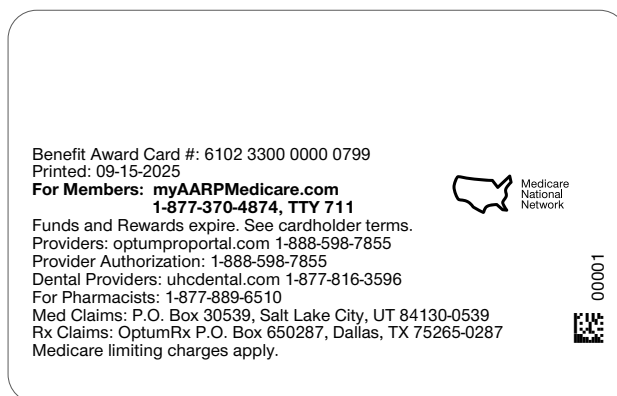 Benefit Award Card #: 6102 3300 0000 0799
Printed: 09-15-2025
For Members: myAARPMedicare.com
1-877-370-4874, TTY 711
Funds and Rewards expire. See cardholder terms.
Providers: optumproportal.com 1-888-598-7855
Provider Authorization: 1-888-598-7855
Dental Providers: uhcdental.com 1-877-816-3596
For Pharmacists: 1-877-889-6510
Med Claims: P.O. Box 30539, Salt Lake City, UT 84130-0539
Rx Claims: OptumRx P.O. Box 650287, Dallas, TX 75265-0287
Medicare limiting charges apply.
Medicare
National
Network
00001